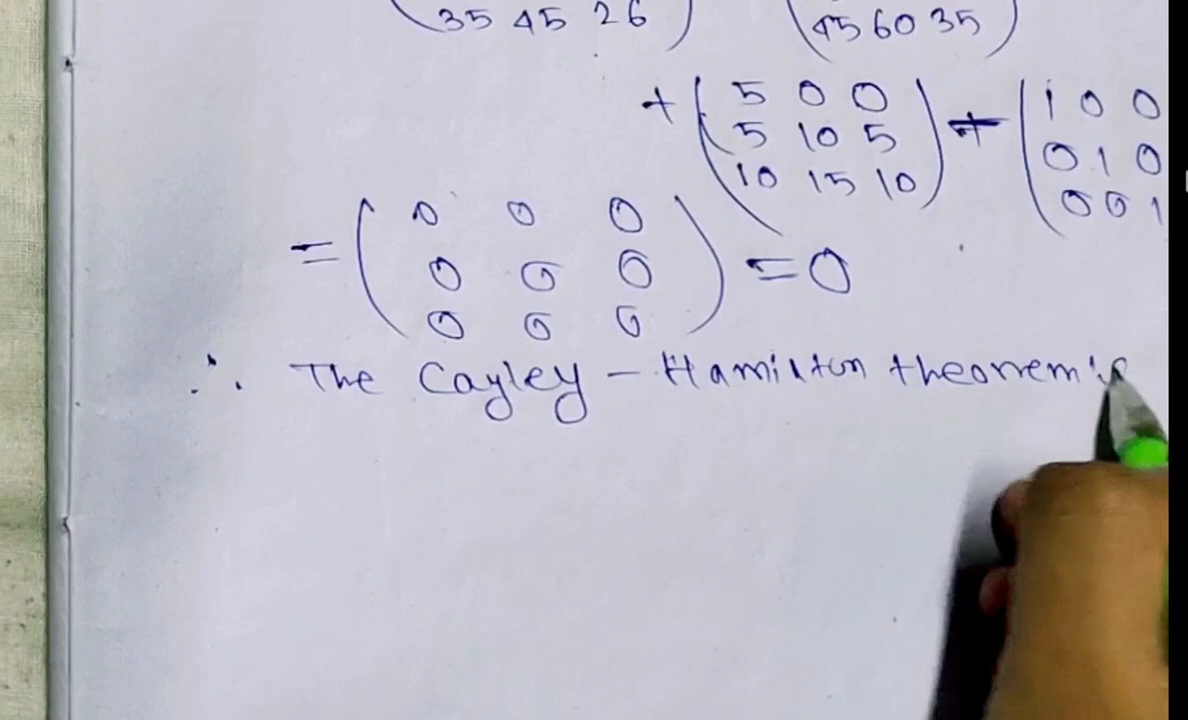 35 45 26 ) (45 60 35 )
+ ( 5 0 0 ) + ( 1 0 0
5 10 5 0 1 0
10 15 10 0 0 1
= ( 0 0 0
0 0 0 ) = 0
0 0 0
∴ The Cayley - Hamilton theorem is